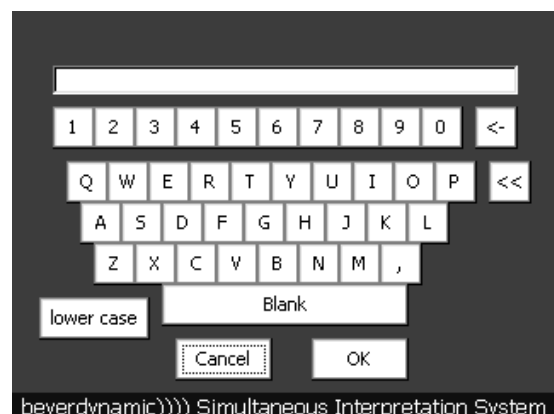 1 2 3 4 5 6 7 8 9 0 <-
Q W E R T Y U I O P <<
A S D F G H J K L
Z X C V B N M ,
Blank
lower case
Cancel OK
beyerdynamic)))) Simultaneous Interpretation System